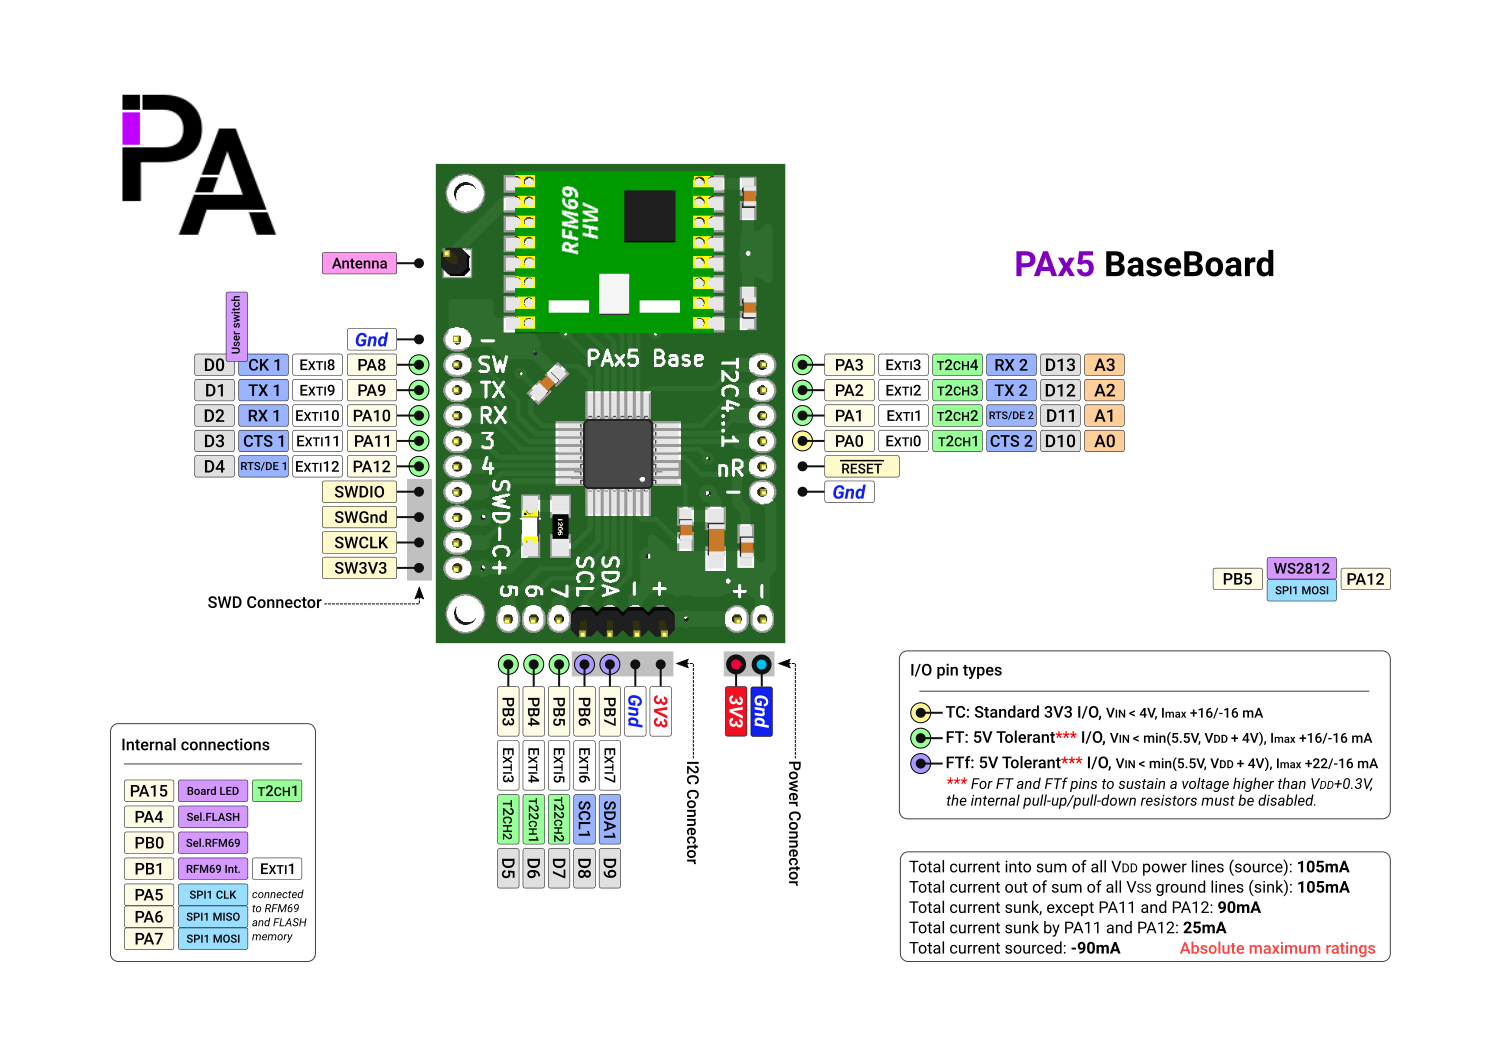 PA
PAx5 BaseBoard
RFM69
HW
Antenna
User switch
Gnd
D0 CK 1 EXTI8 PA8
D1 TX 1 EXTI9 PA9
D2 RX 1 EXTI10 PA10
D3 CTS 1 EXTI11 PA11
D4 RTS/DE 1 EXTI12 PA12
SWDIO
SWGnd
SWCLK
SW3V3
SWD Connector
PAx5 Base
-
SW
TX
RX
3
4
SWD-C+
T2C4...1
nR
-
1206
5 6 7 SCL SDA - +
+ -
PA3 EXTI3 T2CH4 RX 2 D13 A3
PA2 EXTI2 T2CH3 TX 2 D12 A2
PA1 EXTI1 T2CH2 RTS/DE 2 D11 A1
PA0 EXTI0 T2CH1 CTS 2 D10 A0
RESET
Gnd
PB3 EXTI3 T2CH2 D5
PB4 EXTI4 T22CH1 D6
PB5 EXTI5 T22CH2 D7
PB6 EXTI6 SCL1 D8
PB7 EXTI7 SDA1 D9
Gnd
3V3
I2C Connector
3V3
Gnd
Power Connector
PB5 WS2812 PA12
SPI1 MOSI
Internal connections
PA15 Board LED T2CH1
PA4 Sel.FLASH
PB0 Sel.RFM69
PB1 RFM69 Int. EXTI1
PA5 SPI1 CLK
PA6 SPI1 MISO
PA7 SPI1 MOSI
connected
to RFM69
and FLASH
memory
I/O pin types
TC: Standard 3V3 I/O, VIN < 4V, Imax +16/-16 mA
FT: 5V Tolerant*** I/O, VIN < min(5.5V, VDD + 4V), Imax +16/-16 mA
FTf: 5V Tolerant*** I/O, VIN < min(5.5V, VDD + 4V), Imax +22/-16 mA
*** For FT and FTf pins to sustain a voltage higher than VDD+0.3V,
the internal pull-up/pull-down resistors must be disabled.
Total current into sum of all VDD power lines (source): 105mA
Total current out of sum of all VSS ground lines (sink): 105mA
Total current sunk, except PA11 and PA12: 90mA
Total current sunk by PA11 and PA12: 25mA
Total current sourced: -90mA Absolute maximum ratings